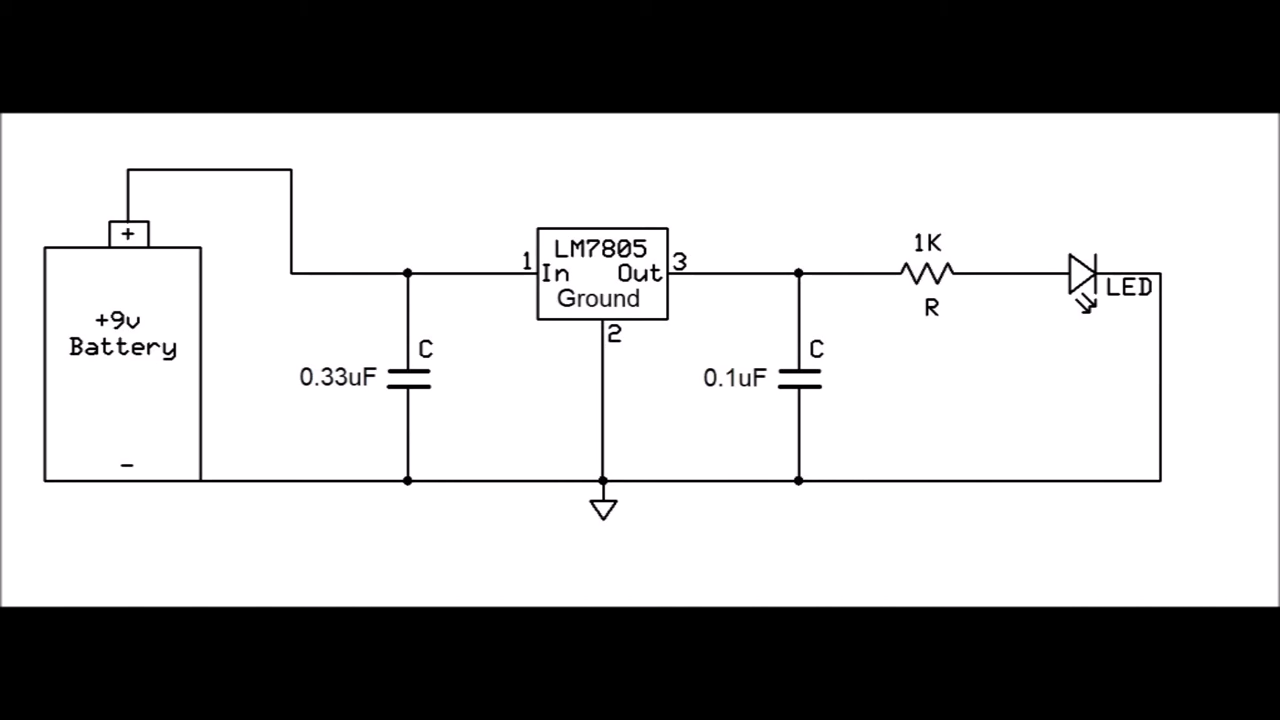 +
+9v
Battery
-
C
0.33uF
1
LM7805
In Out
Ground
3
2
C
0.1uF
1K
R
LED